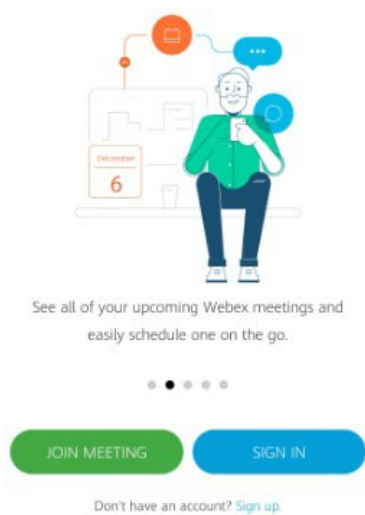 December
6
See all of your upcoming Webex meetings and
easily schedule one on the go.
JOIN MEETING
SIGN IN
Don't have an account? Sign up.